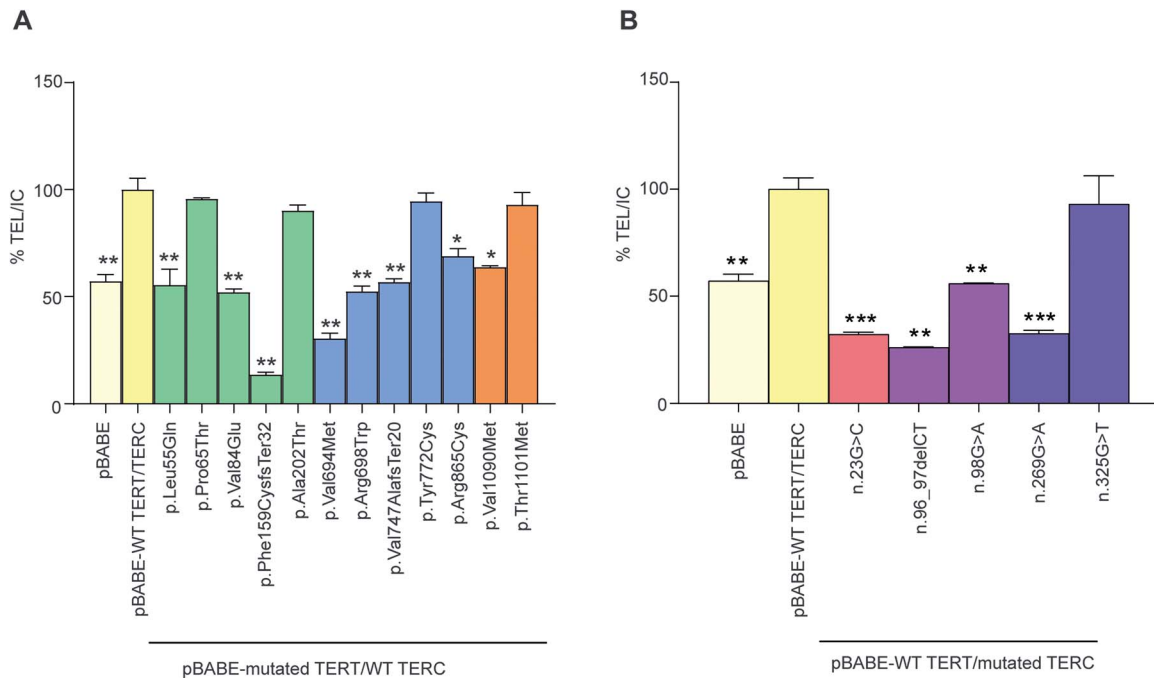 A
B
% TEL/IC
150
100
50
0
**
**
**
**
**
**
**
*
*
pBABE
pBABE-WT TERT/TERC
p.Leu55Gln
p.Pro65Thr
p.Val84Glu
p.Phe159CysfsTer32
p.Ala202Thr
p.Val694Met
p.Arg698Trp
p.Val747AlafsTer20
p.Tyr772Cys
p.Arg865Cys
p.Val1090Met
p.Thr1101Met
pBABE-mutated TERT/WT TERC
% TEL/IC
150
100
50
0
**
***
**
**
***
pBABE
pBABE-WT TERT/TERC
n.23G>C
n.96_97delCT
n.98G>A
n.269G>A
n.325G>T
pBABE-WT TERT/mutated TERC